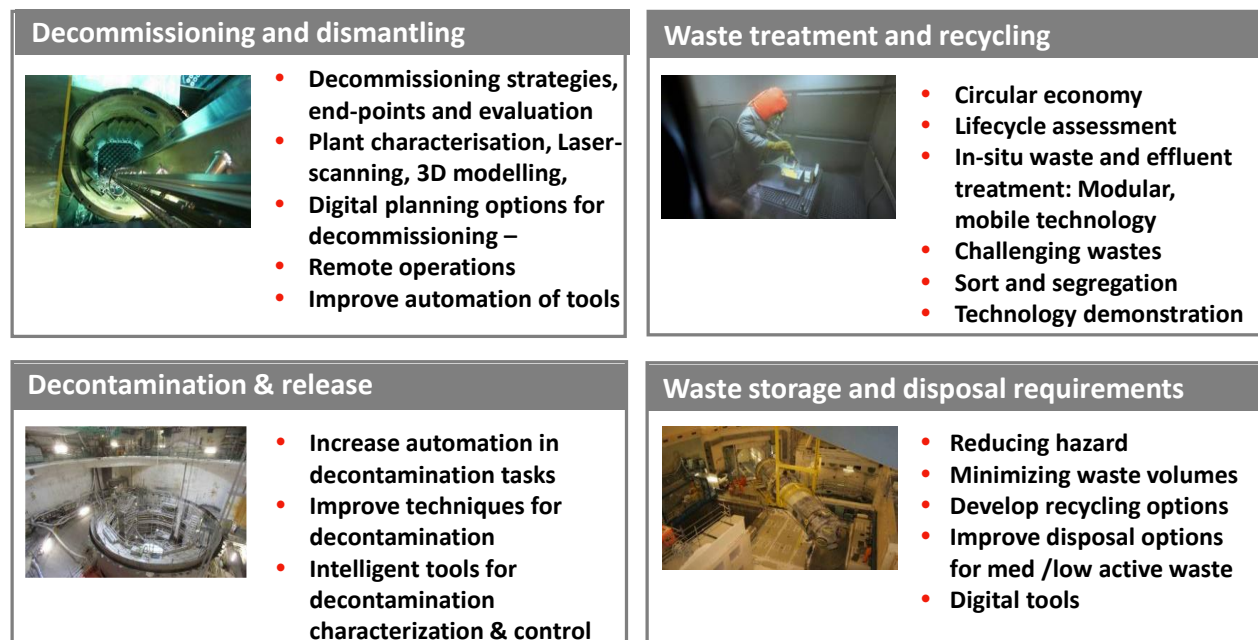 Decommissioning and dismantling
• Decommissioning strategies,
end-points and evaluation
• Plant characterisation, Laser-
scanning, 3D modelling,
• Digital planning options for
decommissioning –
• Remote operations
• Improve automation of tools
Waste treatment and recycling
• Circular economy
• Lifecycle assessment
• In-situ waste and effluent
treatment: Modular,
mobile technology
• Challenging wastes
• Sort and segregation
• Technology demonstration
Decontamination & release
• Increase automation in
decontamination tasks
• Improve techniques for
decontamination
• Intelligent tools for
decontamination
characterization & control
Waste storage and disposal requirements
• Reducing hazard
• Minimizing waste volumes
• Develop recycling options
• Improve disposal options
for med /low active waste
• Digital tools